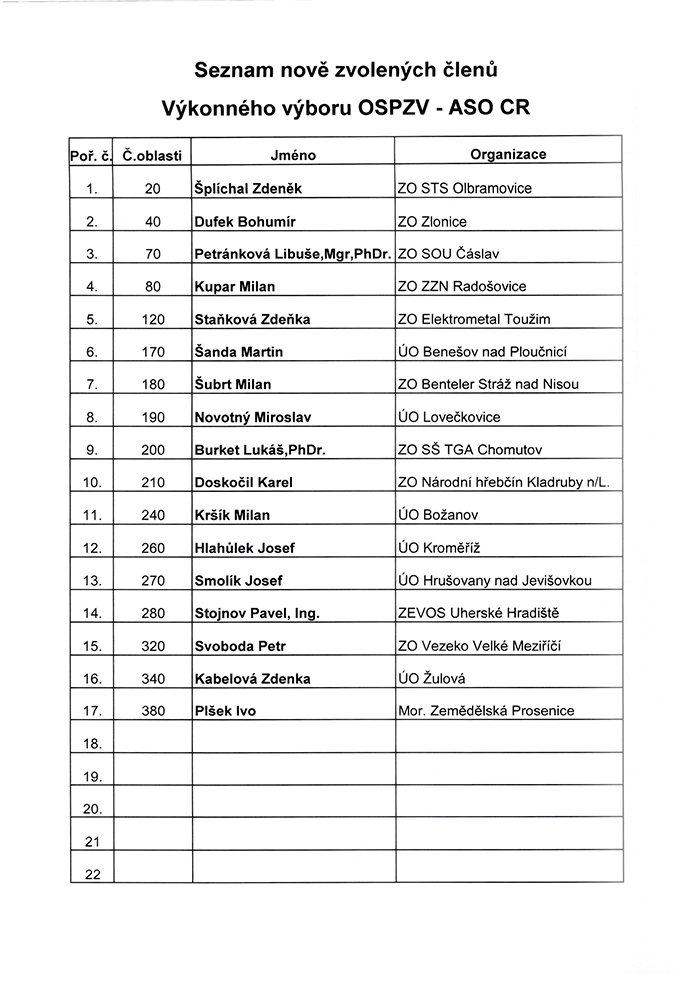 Seznam nově zvolených členů
Výkonného výboru OSPZV - ASO CR
Poř. č. Č.oblasti Jméno Organizace
1. 20 Šplíchal Zdeněk ZO STS Olbramovice
2. 40 Dufek Bohumír ZO Zlonice
3. 70 Petránková Libuše,Mgr,PhDr. ZO SOU Čáslav
4. 80 Kupar Milan ZO ZZN Radošovice
5. 120 Staňková Zdeňka ZO Elektrometal Toužim
6. 170 Šanda Martin ÚO Benešov nad Ploučnicí
7. 180 Šubrt Milan ZO Benteler Stráž nad Nisou
8. 190 Novotný Miroslav ÚO Lovečkovice
9. 200 Burket Lukáš,PhDr. ZO SŠ TGA Chomutov
10. 210 Doskočil Karel ZO Národní hřebčín Kladruby n/L.
11. 240 Kršík Milan ÚO Božanov
12. 260 Hlahůlek Josef ÚO Kroměříž
13. 270 Smolík Josef ÚO Hrušovany nad Jevišovkou
14. 280 Stojnov Pavel, Ing. ZEVOS Uherské Hradiště
15. 320 Svoboda Petr ZO Vezeko Velké Meziříčí
16. 340 Kabelová Zdenka ÚO Žulová
17. 380 Plšek Ivo Mor. Zemědělská Prosenice
18.
19.
20.
21
22